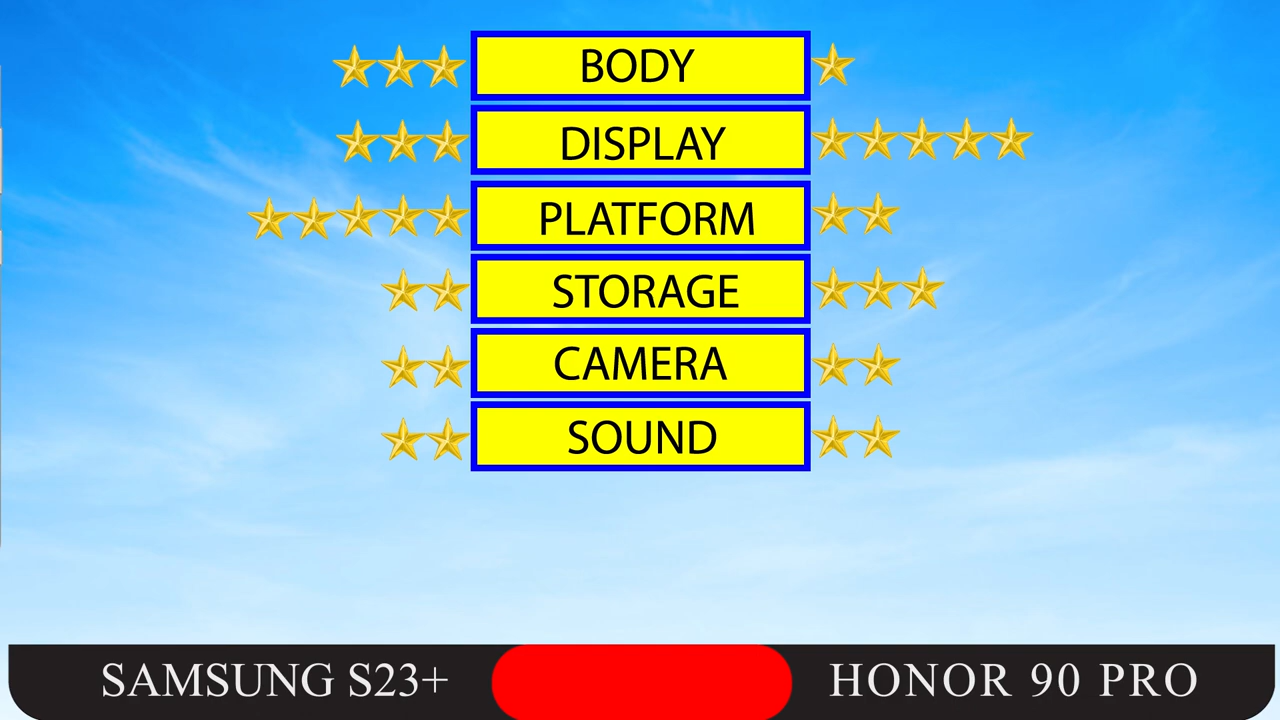 BODY
DISPLAY
PLATFORM
STORAGE
CAMERA
SOUND
SAMSUNG S23+
HONOR 90 PRO